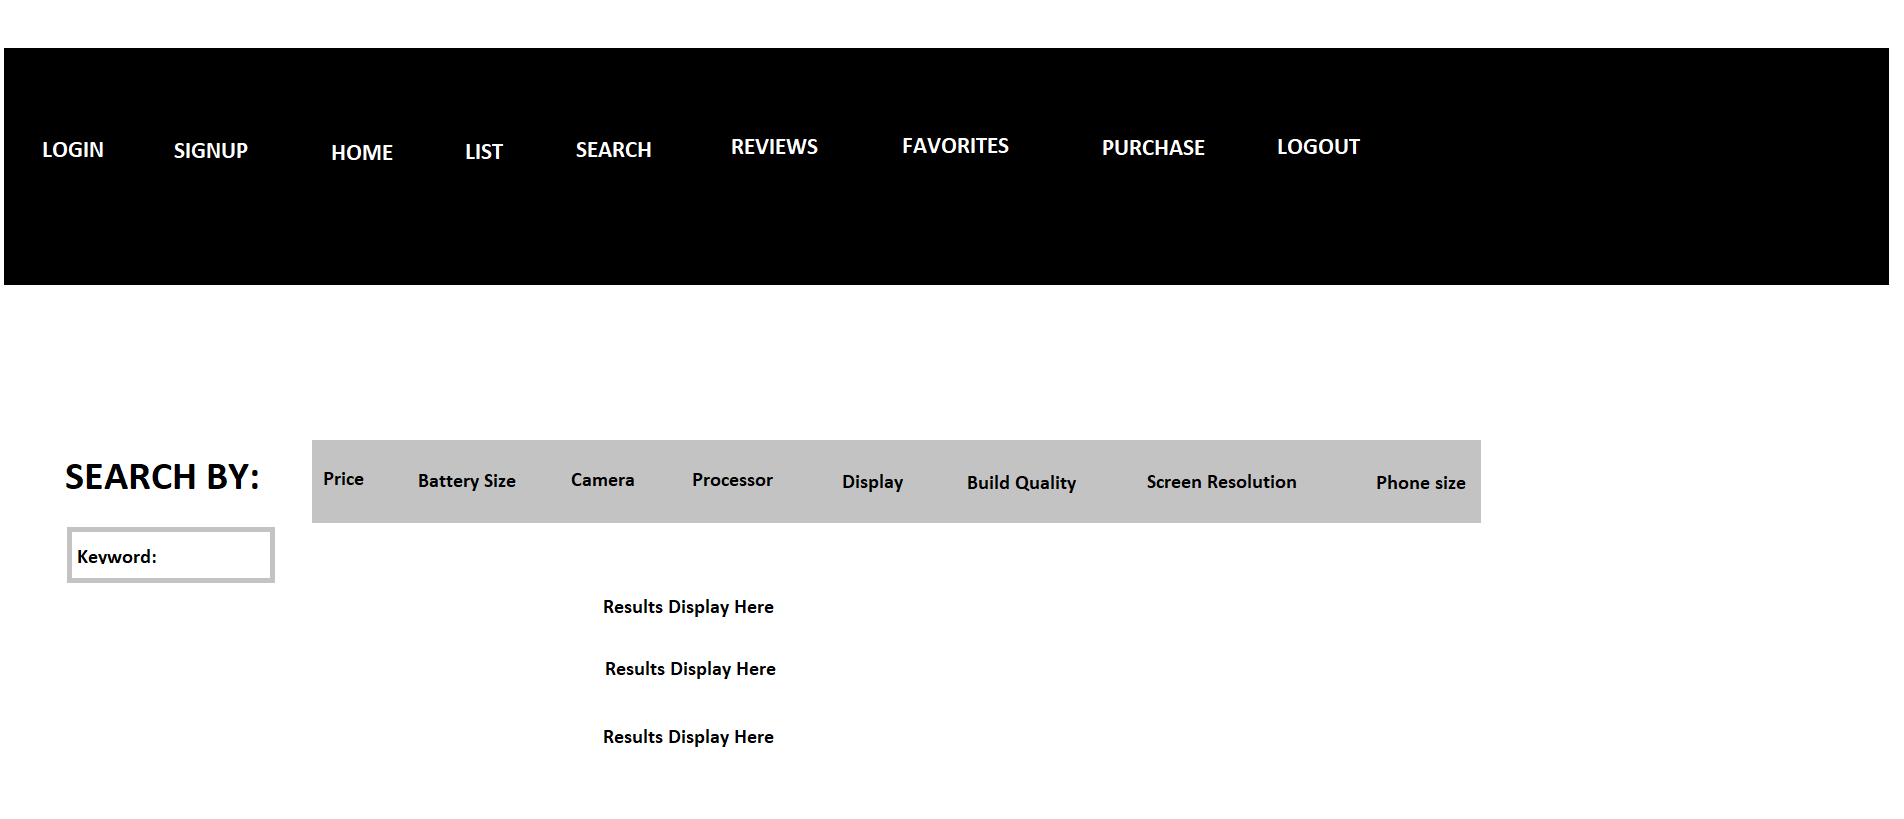 LOGIN SIGNUP HOME LIST SEARCH REVIEWS FAVORITES PURCHASE LOGOUT
SEARCH BY: Price Battery Size Camera Processor Display Build Quality Screen Resolution Phone size
Keyword:
Results Display Here
Results Display Here
Results Display Here